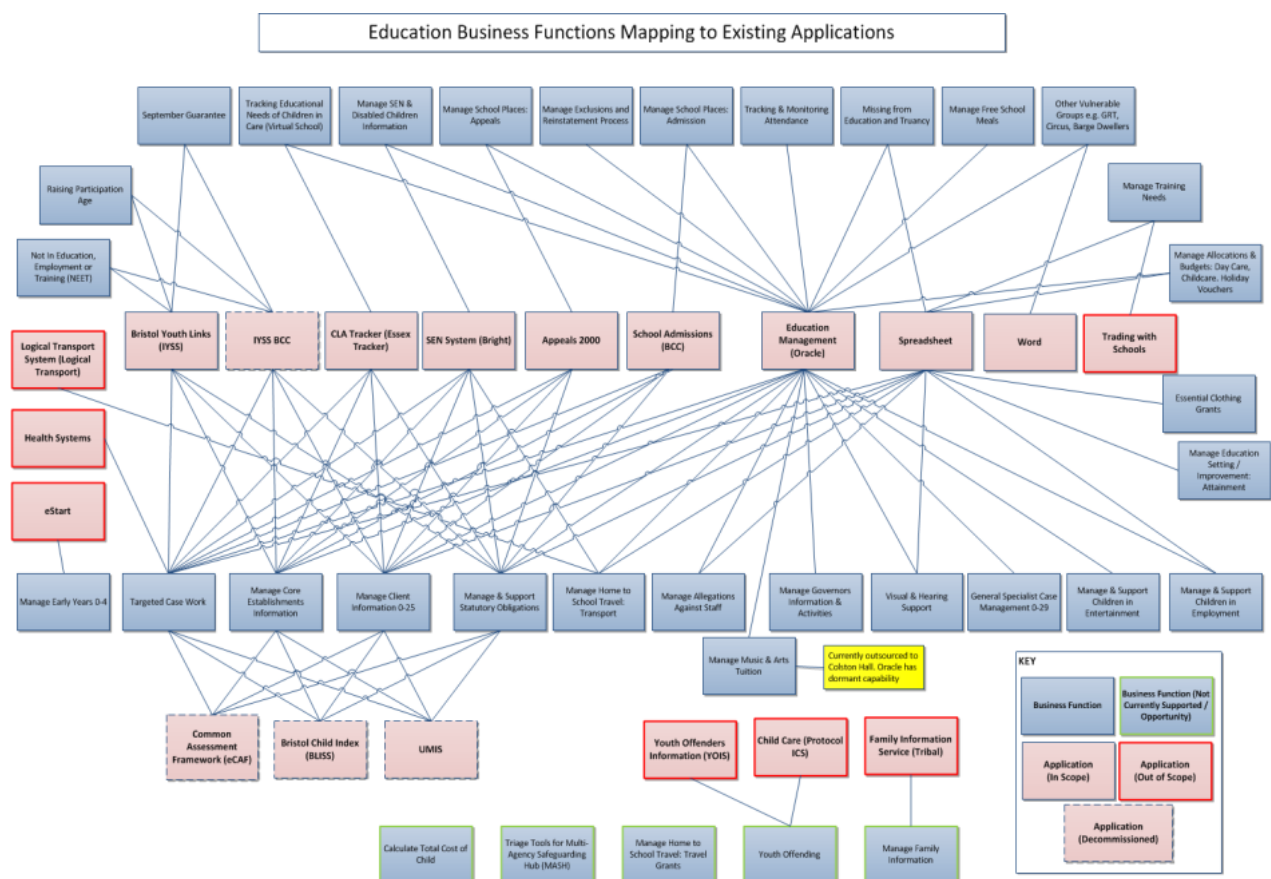 Education Business Functions Mapping to Existing Applications
September Guarantee
Tracking Educational
Needs of Children in
Care (Virtual School)
Manage SEN &
Disabled Children
Information
Manage School Places:
Appeals
Manage Exclusions and
Reinstatement Process
Manage School Places:
Admission
Tracking & Monitoring
Attendance
Missing from
Education and Truancy
Manage Free School
Meals
Other Vulnerable
Groups e.g. GRT,
Circus, Barge Dwellers
Raising Participation
Age
Manage Training
Needs
Not In Education,
Employment or
Training (NEET)
Manage Allocations &
Budgets: Day Care,
Childcare. Holiday
Vouchers
Logical Transport
System (Logical
Transport)
Bristol Youth Links
(IYSS)
IYSS BCC
CLA Tracker (Essex
Tracker)
SEN System (Bright)
Appeals 2000
School Admissions
(BCC)
Education
Management
(Oracle)
Spreadsheet
Word
Trading with
Schools
Essential Clothing
Grants
Health Systems
Manage Education
Setting /
Improvement:
Attainment
eStart
Manage Early Years 0-4
Targeted Case Work
Manage Core
Establishments
Information
Manage Client
Information 0-25
Manage & Support
Statutory Obligations
Manage Home to
School Travel:
Transport
Manage Allegations
Against Staff
Manage Governors
Information &
Activities
Visual & Hearing
Support
General Specialist Case
Management 0-29
Manage & Support
Children in
Entertainment
Manage & Support
Children in
Employment
Manage Music & Arts
Tuition
Currently outsourced to
Colston Hall. Oracle has
dormant capability
Common
Assessment
Framework (eCAF)
Bristol Child Index
(BLISS)
UMIS
Youth Offenders
Information (YOIS)
Child Care (Protocol
ICS)
Family Information
Service (Tribal)
Calculate Total Cost of
Child
Triage Tools for Multi-
Agency Safeguarding
Hub (MASH)
Manage Home to
School Travel: Travel
Grants
Youth Offending
Manage Family
Information
KEY
Business Function
Business Function (Not
Currently Supported /
Opportunity)
Application
(In Scope)
Application
(Out of Scope)
Application
(Decommissioned)